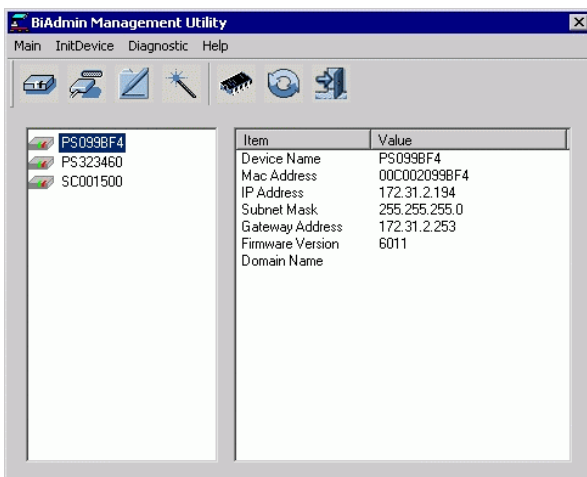 BiAdmin Management Utility
Main InitDevice Diagnostic Help
PS099BF4
PS323460
SC001500
Item Value
Device Name PS099BF4
Mac Address 00C002099BF4
IP Address 172.31.2.194
Subnet Mask 255.255.255.0
Gateway Address 172.31.2.253
Firmware Version 6011
Domain Name